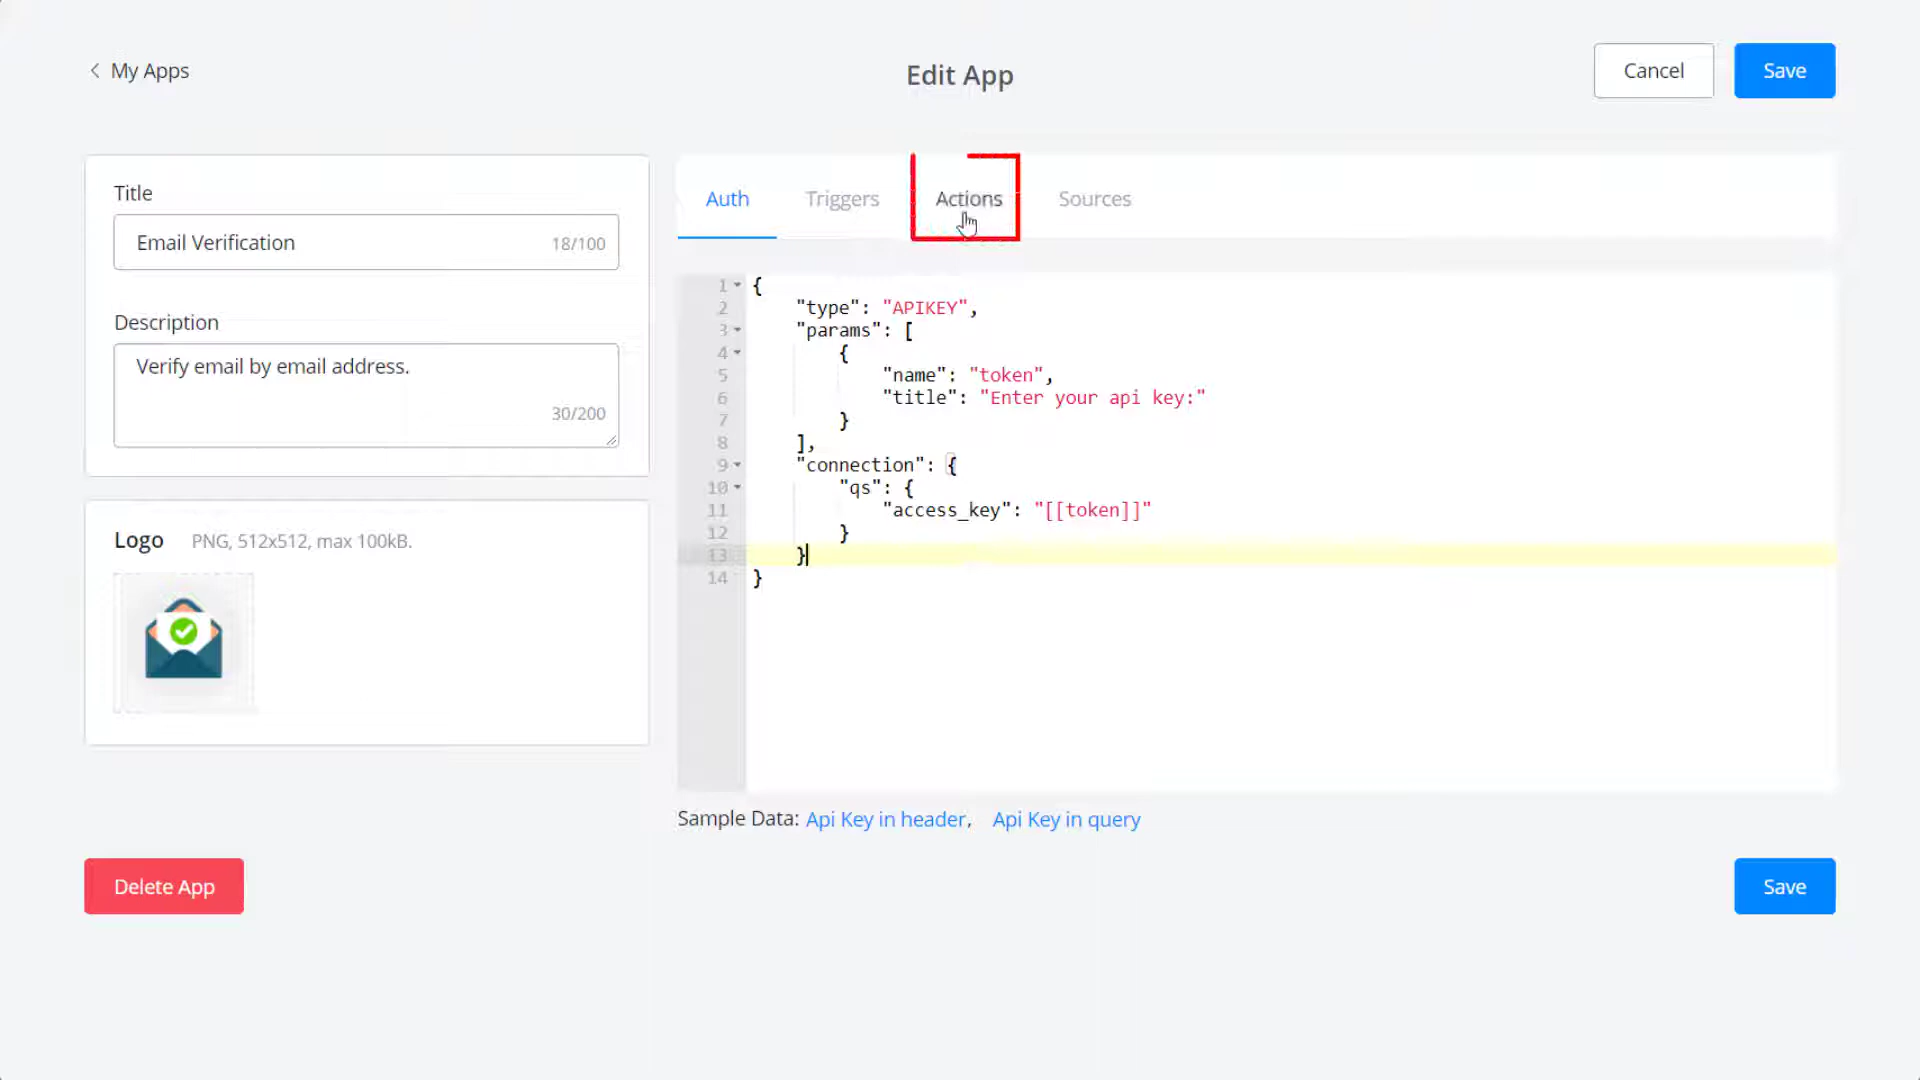 My Apps
Edit App
Cancel
Save
Title
Email Verification
18/100
Description
Verify email by email address.
30/200
Logo
PNG, 512x512, max 100kB.
Delete App
Auth
Triggers
Actions
Sources
1 {
2 "type": "APIKEY",
3 "params": [
4 {
5 "name": "token",
6 "title": "Enter your api key:"
7 }
8 ],
9 "connection": {
10 "qs": {
11 "access_key": "[[token]]"
12 }
13 }
14 }
Sample Data: Api Key in header, Api Key in query
Save